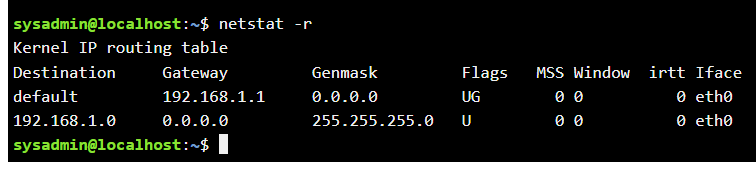 sysadmin@localhost:~$ netstat -r
Kernel IP routing table
Destination     Gateway         Genmask         Flags   MSS Window  irtt Iface
default         192.168.1.1     0.0.0.0         UG        0 0          0 eth0
192.168.1.0     0.0.0.0         255.255.255.0   U         0 0          0 eth0
sysadmin@localhost:~$